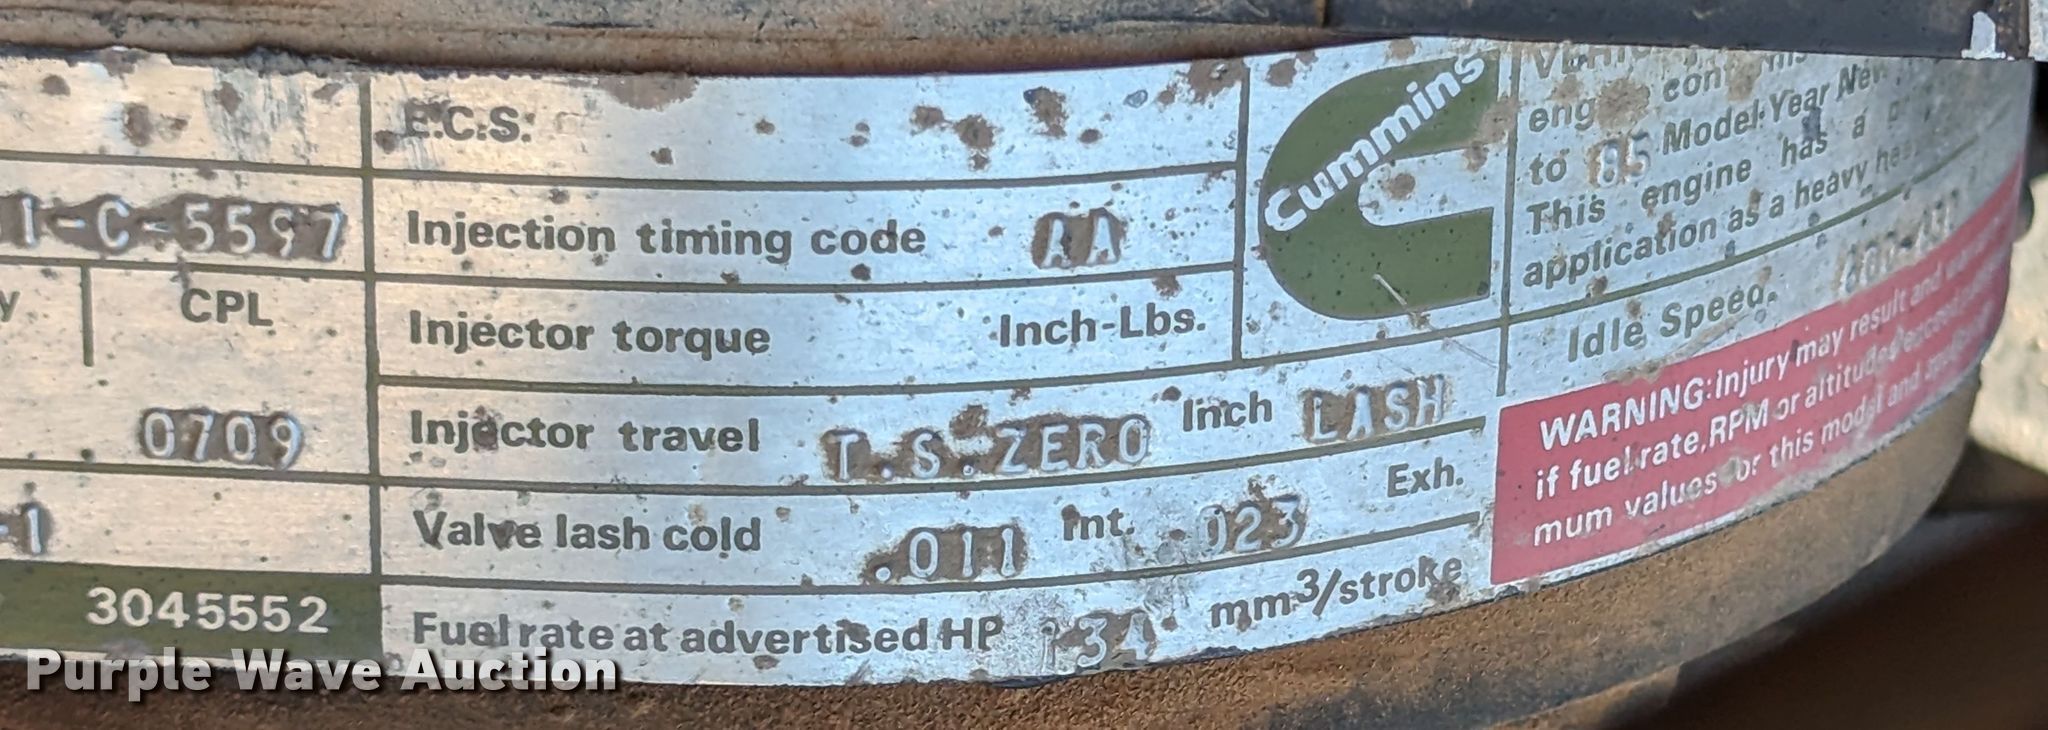 E.C.S.
1-C-5597
Injection timing code AA
CPL
Injector torque Inch-Lbs.
0709
Injector travel T.S.ZERO Inch LASH
-1
Valve lash cold .011 Int. .023 Exh.
3045552
Fuel rate at advertised HP 134 mm3/stroke
Cummins
to 85 Model Year
This engine has a
application as a heavy
Idle Speed.
WARNING: Injury may result and
if fuel rate, RPM or altitude
mum values for this model and
Purple Wave Auction